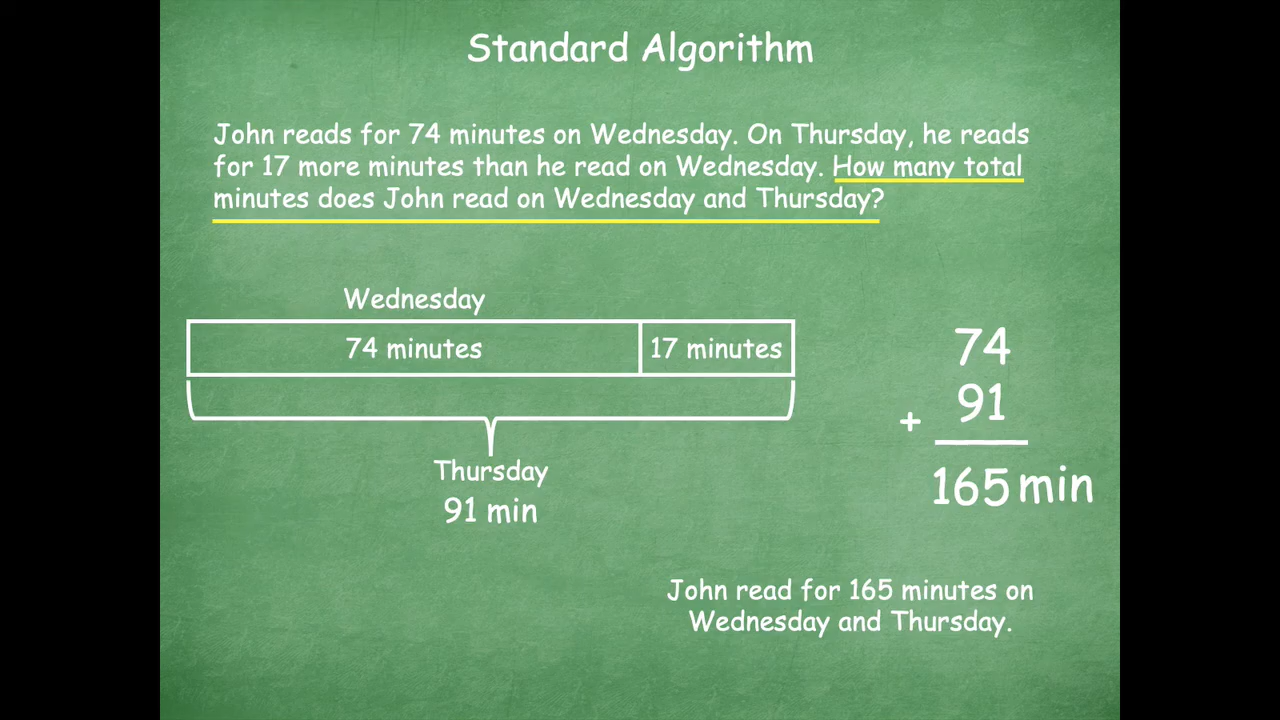 Standard Algorithm
John reads for 74 minutes on Wednesday. On Thursday, he reads
for 17 more minutes than he read on Wednesday. How many total
minutes does John read on Wednesday and Thursday?
Wednesday
74 minutes
17 minutes
Thursday
91 min
74
+ 91
165 min
John read for 165 minutes on
Wednesday and Thursday.